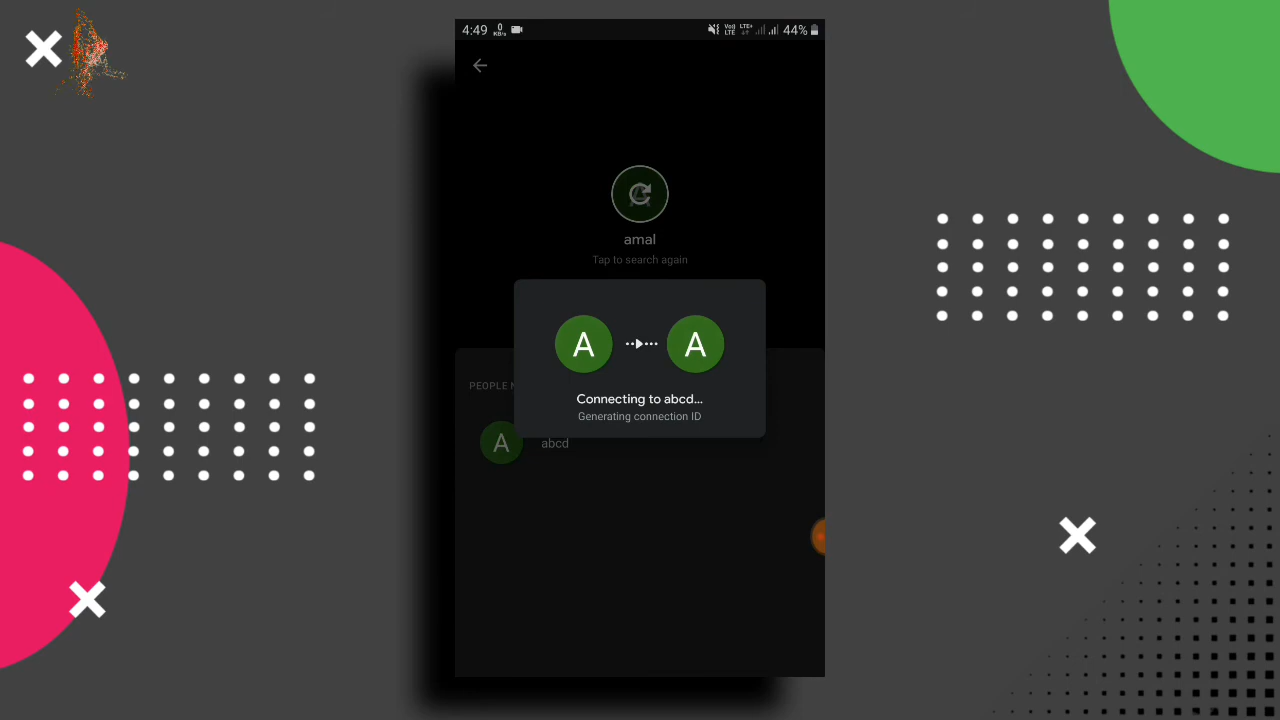 4:49 0 KB/s Vo) LTE LTE+ 44%
A
amal
Tap to search again
A A
Connecting to abcd...
Generating connection ID
PEOPLE
A abcd